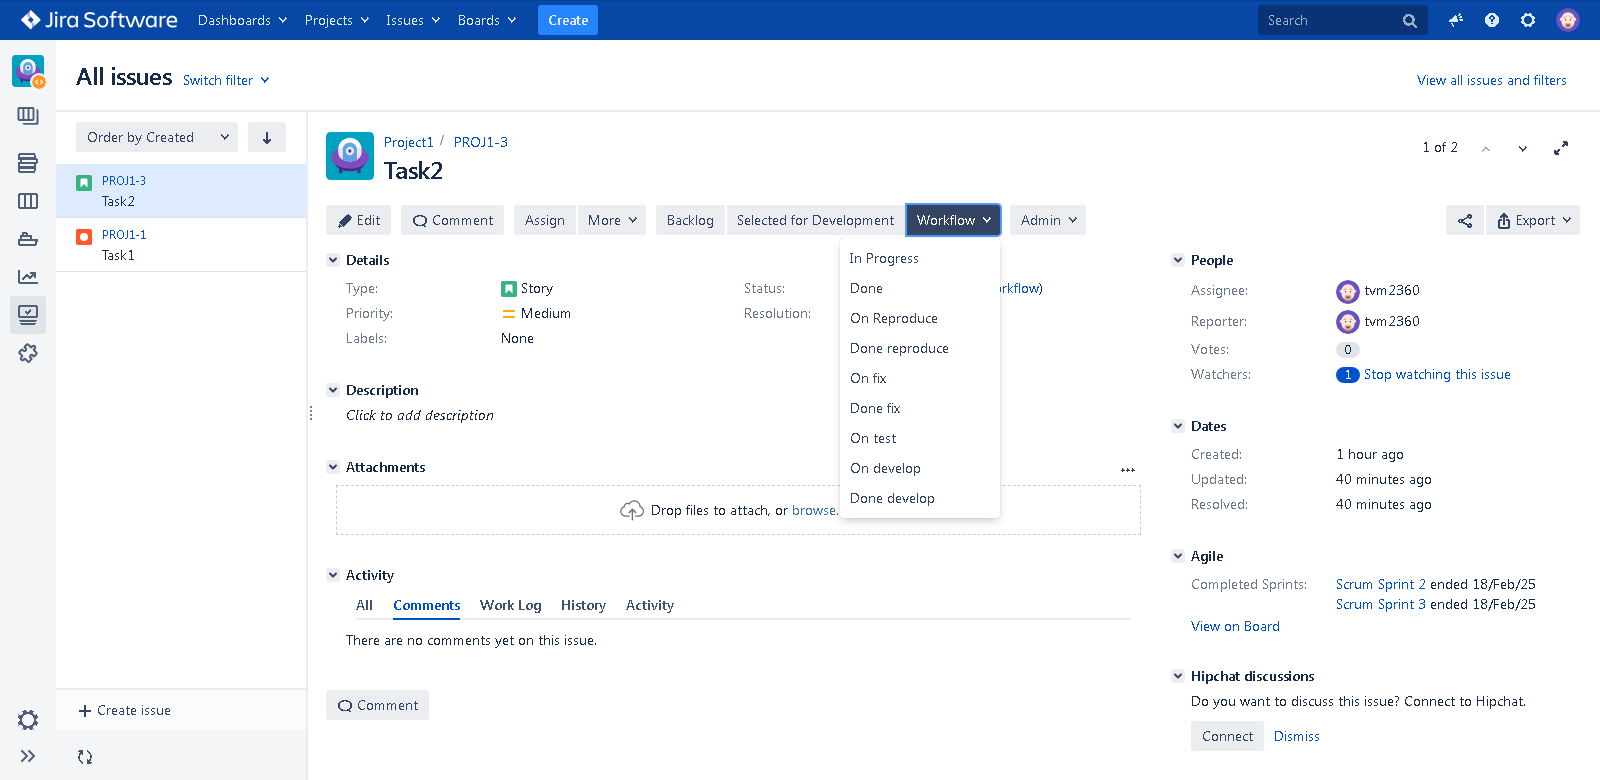 Jira Software Dashboards Projects Issues Boards Create Search
All issues Switch filter View all issues and filters
Order by Created
PROJ1-3
Task2
PROJ1-1
Task1
Create issue
Project1 / PROJ1-3
Task2
1 of 2
Edit Comment Assign More Backlog Selected for Development Workflow Admin Export
In Progress
Done
On Reproduce
Done reproduce
On fix
Done fix
On test
On develop
Done develop
Details
Type: Story Status: orkflow)
Priority: Medium Resolution:
Labels: None
Description
Click to add description
Attachments
Drop files to attach, or browse.
Activity
All Comments Work Log History Activity
There are no comments yet on this issue.
Comment
People
Assignee: tvm2360
Reporter: tvm2360
Votes: 0
Watchers: 1 Stop watching this issue
Dates
Created: 1 hour ago
Updated: 40 minutes ago
Resolved: 40 minutes ago
Agile
Completed Sprints: Scrum Sprint 2 ended 18/Feb/25
Scrum Sprint 3 ended 18/Feb/25
View on Board
Hipchat discussions
Do you want to discuss this issue? Connect to Hipchat.
Connect Dismiss